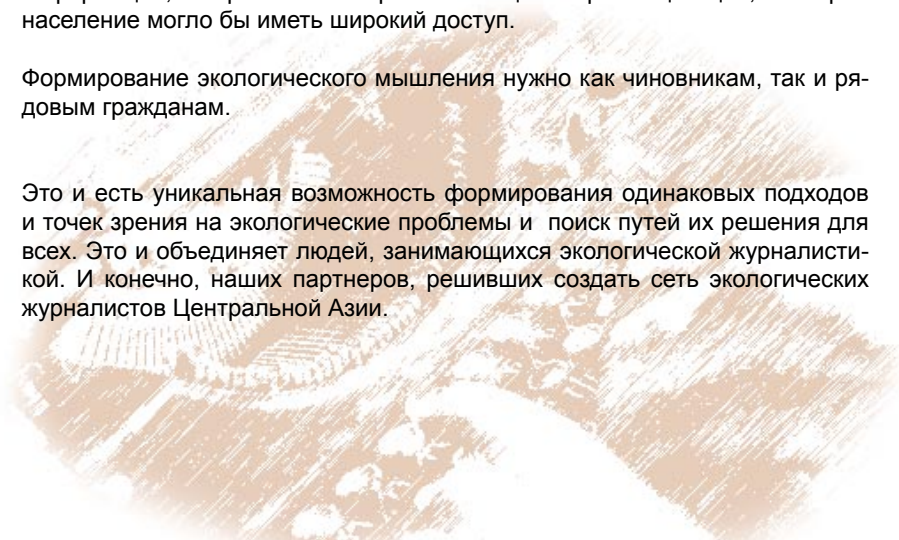 население могло бы иметь широкий доступ.
Формирование экологического мышления нужно как чиновникам, так и ря-
довым гражданам.
Это и есть уникальная возможность формирования одинаковых подходов
и точек зрения на экологические проблемы и  поиск путей их решения для
всех. Это и объединяет людей, занимающихся экологической журналисти-
кой. И конечно, наших партнеров, решивших создать сеть экологических
журналистов Центральной Азии.